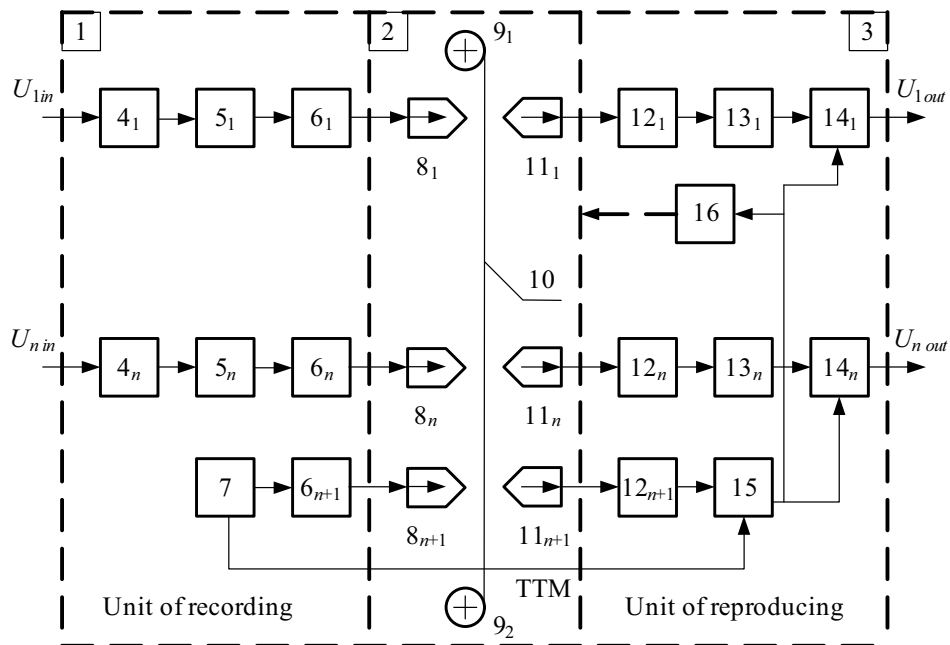 1 2 9₁ 3
U₁ᵢₙ 4₁ 5₁ 6₁ 12₁ 13₁ 14₁ U₁ₒᵤₜ
8₁ 11₁
16
10
Uₙ ᵢₙ 4ₙ 5ₙ 6ₙ 12ₙ 13ₙ 14ₙ Uₙ ₒᵤₜ
8ₙ 11ₙ
7 6ₙ₊₁ 12ₙ₊₁ 15
8ₙ₊₁ 11ₙ₊₁
TTM
Unit of recording 9₂ Unit of reproducing